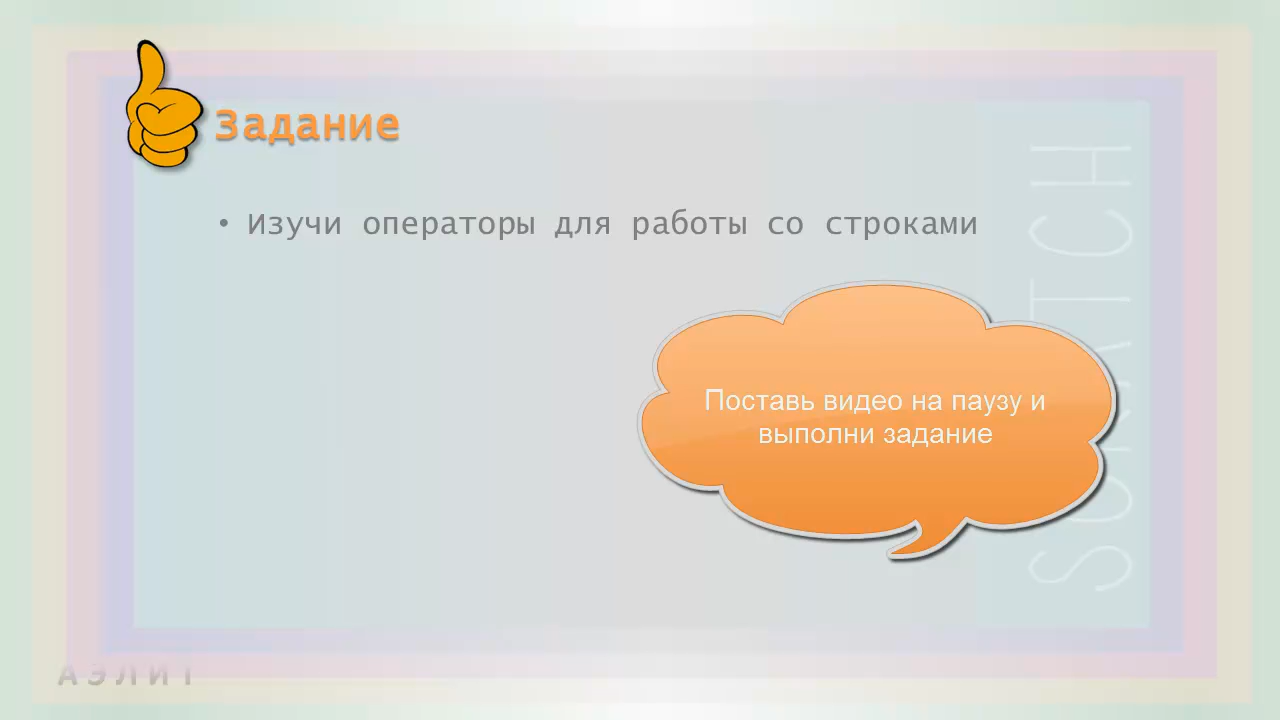 Задание
• Изучи операторы для работы со строками
Поставь видео на паузу и
выполни задание
SCRATCH
АЭЛИТ